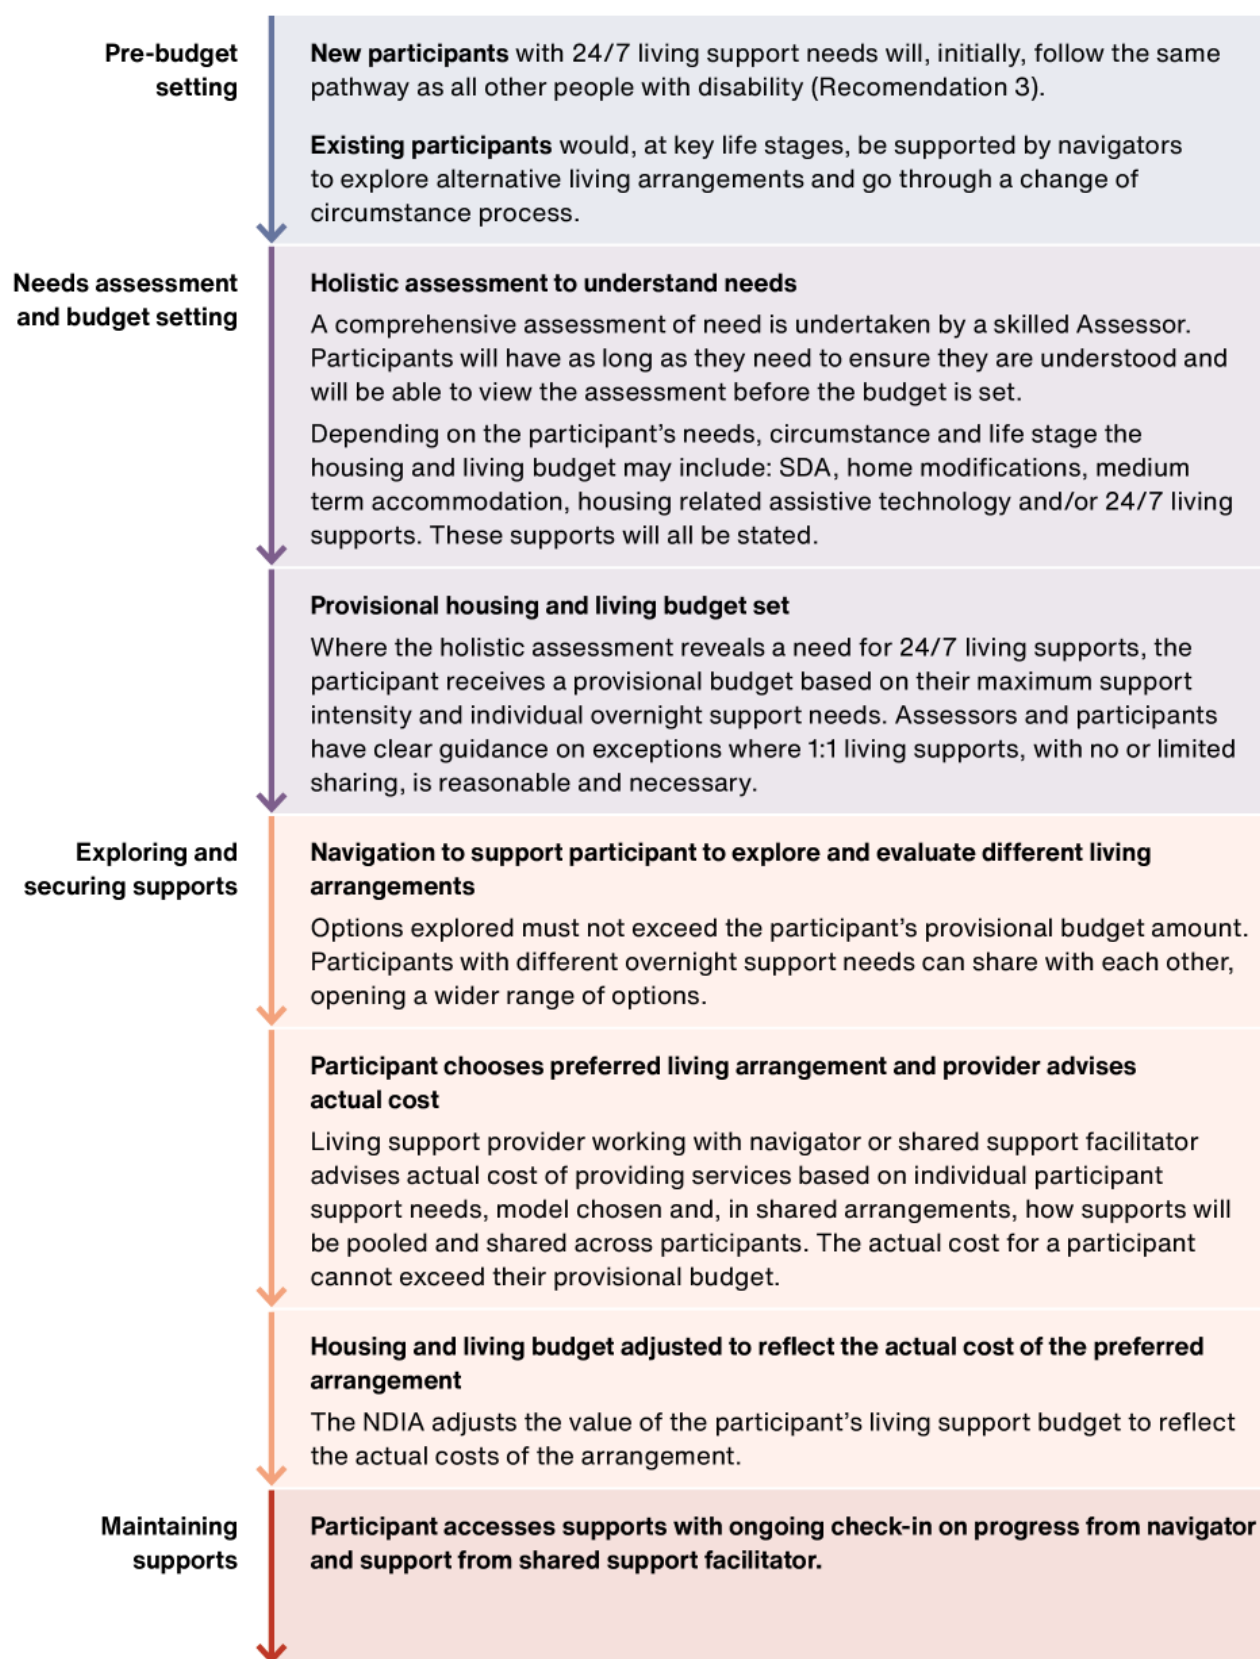 Pre-budget
setting
New participants with 24/7 living support needs will, initially, follow the same
pathway as all other people with disability (Recomendation 3).
Existing participants would, at key life stages, be supported by navigators
to explore alternative living arrangements and go through a change of
circumstance process.
Needs assessment
and budget setting
Holistic assessment to understand needs
A comprehensive assessment of need is undertaken by a skilled Assessor.
Participants will have as long as they need to ensure they are understood and
will be able to view the assessment before the budget is set.
Depending on the participant’s needs, circumstance and life stage the
housing and living budget may include: SDA, home modifications, medium
term accommodation, housing related assistive technology and/or 24/7 living
supports. These supports will all be stated.
Provisional housing and living budget set
Where the holistic assessment reveals a need for 24/7 living supports, the
participant receives a provisional budget based on their maximum support
intensity and individual overnight support needs. Assessors and participants
have clear guidance on exceptions where 1:1 living supports, with no or limited
sharing, is reasonable and necessary.
Exploring and
securing supports
Navigation to support participant to explore and evaluate different living
arrangements
Options explored must not exceed the participant’s provisional budget amount.
Participants with different overnight support needs can share with each other,
opening a wider range of options.
Participant chooses preferred living arrangement and provider advises
actual cost
Living support provider working with navigator or shared support facilitator
advises actual cost of providing services based on individual participant
support needs, model chosen and, in shared arrangements, how supports will
be pooled and shared across participants. The actual cost for a participant
cannot exceed their provisional budget.
Housing and living budget adjusted to reflect the actual cost of the preferred
arrangement
The NDIA adjusts the value of the participant’s living support budget to reflect
the actual costs of the arrangement.
Maintaining
supports
Participant accesses supports with ongoing check-in on progress from navigator
and support from shared support facilitator.